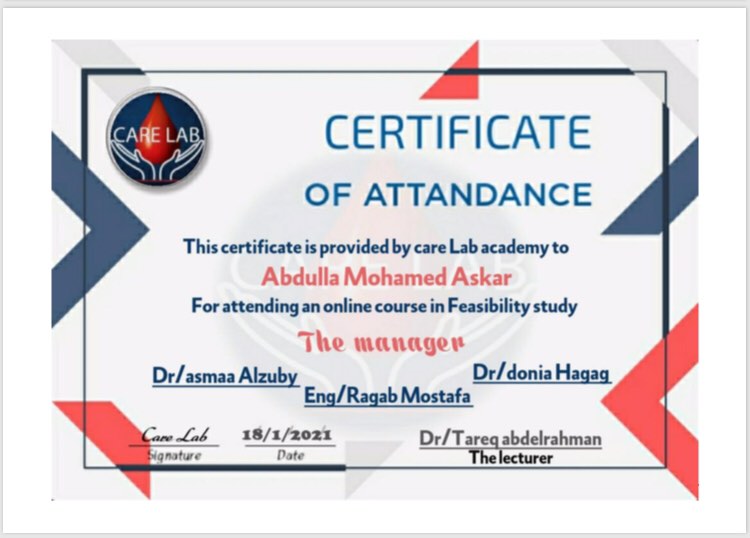 CARE LAB
CERTIFICATE
OF ATTANDANCE
This certificate is provided by care Lab academy to
Abdulla Mohamed Askar
For attending an online course in Feasibility study
The manager
Dr/asmaa Alzuby
Dr/donia Hagag
Eng/Ragab Mostafa
Care Lab
18/1/2021
Dr/Tareq abdelrahman
Signature
Date
The lecturer
CARE LAB